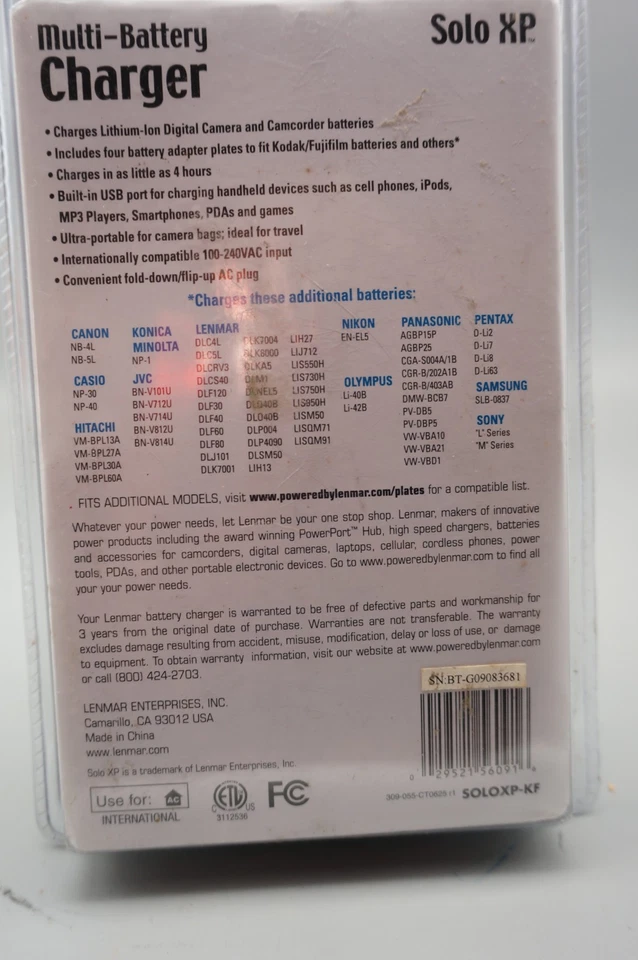 Multi-Battery
Charger
Solo XP™
• Charges Lithium-Ion Digital Camera and Camcorder batteries
• Includes four battery adapter plates to fit Kodak/Fujifilm batteries and others*
• Charges in as little as 4 hours
• Built-in USB port for charging handheld devices such as cell phones, iPods,
MP3 Players, Smartphones, PDAs and games
• Ultra-portable for camera bags; ideal for travel
• Internationally compatible 100-240VAC input
• Convenient fold-down/flip-up AC plug
*Charges these additional batteries:
CANON
NB-4L
NB-5L
CASIO
NP-30
NP-40
HITACHI
VM-BPL13A
VM-BPL27A
VM-BPL30A
VM-BPL60A
KONICA
MINOLTA
NP-1
JVC
BN-V101U
BN-V712U
BN-V714U
BN-V812U
BN-V814U
LENMAR
DLC4L
DLC5L
DLCRV3
DLCS40
DLF120
DLF30
DLF40
DLF60
DLF80
DLJ101
DLK7001
DLK7004
DLK8000
DLKA5
DLM1
DLNEL5
DLO40B
DLP004
DLP4090
DLSM50
LIH13
LIH27
LIJ712
LIS550H
LIS730H
LIS750H
LIS950H
LISM50
LISQM71
LISQM91
NIKON
EN-EL5
OLYMPUS
Li-40B
Li-42B
PANASONIC
AGBP15P
AGBP25
CGA-S004A/1B
CGR-B/202A1B
CGR-B/403AB
DMW-BCB7
PV-DB5
PV-DBP5
VW-VBA10
VW-VBA21
VW-VBD1
PENTAX
D-Li2
D-Li7
D-Li8
D-Li63
SAMSUNG
SLB-0837
SONY
"L" Series
"M" Series
FITS ADDITIONAL MODELS, visit www.poweredbylenmar.com/plates for a compatible list.
Whatever your power needs, let Lenmar be your one stop shop. Lenmar, makers of innovative
power products including the award winning PowerPort™ Hub, high speed chargers, batteries
and accessories for camcorders, digital cameras, laptops, cellular, cordless phones, power
tools, PDAs, and other portable electronic devices. Go to www.poweredbylenmar.com to find all
your your power needs.
Your Lenmar battery charger is warranted to be free of defective parts and workmanship for
3 years from the original date of purchase. Warranties are not transferable. The warranty
excludes damage resulting from accident, misuse, modification, delay or loss of use, or damage
to equipment. To obtain warranty information, visit our website at www.poweredbylenmar.com
or call (800) 424-2703.
SN:BT-G09083681
LENMAR ENTERPRISES, INC.
Camarillo, CA 93012 USA
Made in China
www.lenmar.com
Solo XP is a trademark of Lenmar Enterprises, Inc.
0 29521 56091 9
Use for: AC
INTERNATIONAL
C ETL US
3112536
FC
309-055-CT0609 r1 SOLOXP-KF